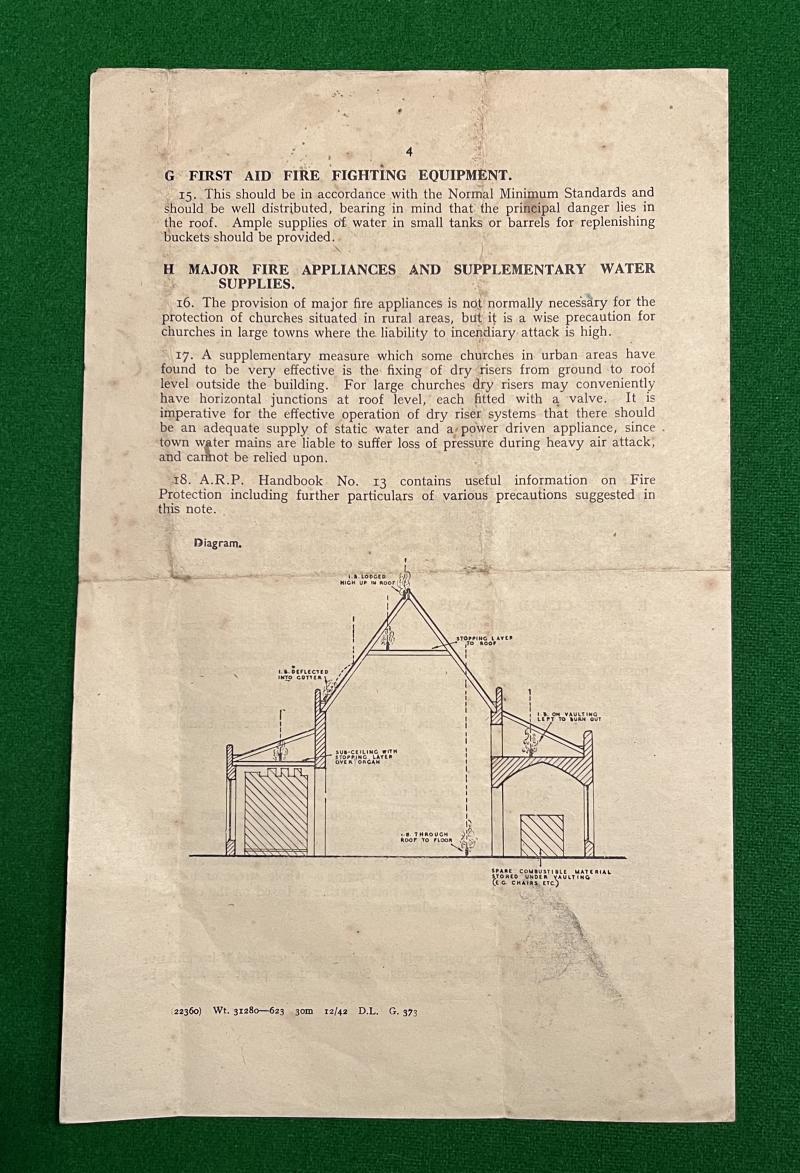 4
G FIRST AID FIRE FIGHTING EQUIPMENT.
15. This should be in accordance with the Normal Minimum Standards and
should be well distributed, bearing in mind that the principal danger lies in
the roof. Ample supplies of water in small tanks or barrels for replenishing
buckets should be provided.
H MAJOR FIRE APPLIANCES AND SUPPLEMENTARY WATER
SUPPLIES.
16. The provision of major fire appliances is not normally necessary for the
protection of churches situated in rural areas, but it is a wise precaution for
churches in large towns where the liability to incendiary attack is high.
17. A supplementary measure which some churches in urban areas have
found to be very effective is the fixing of dry risers from ground to roof
level outside the building. For large churches dry risers may conveniently
have horizontal junctions at roof level, each fitted with a valve. It is
imperative for the effective operation of dry riser systems that there should
be an adequate supply of static water and a power driven appliance, since
town water mains are liable to suffer loss of pressure during heavy air attack,
and cannot be relied upon.
18. A.R.P. Handbook No. 13 contains useful information on Fire
Protection including further particulars of various precautions suggested in
this note.
Diagram.
I.B. LODGED
HIGH UP IN ROOF
STOPPING LAYER
TO ROOF
I.B. DEFLECTED
INTO GUTTER
I.B. ON VAULTING
LEFT TO BURN OUT
SUB-CEILING WITH
STOPPING LAYER
OVER ORGAN
I.B. THROUGH
ROOF TO FLOOR
SPARE COMBUSTIBLE MATERIAL
STORED UNDER VAULTING
(E.G. CHAIRS ETC.)
(22360) Wt. 31280—623 30m 12/42 D.L. G. 373